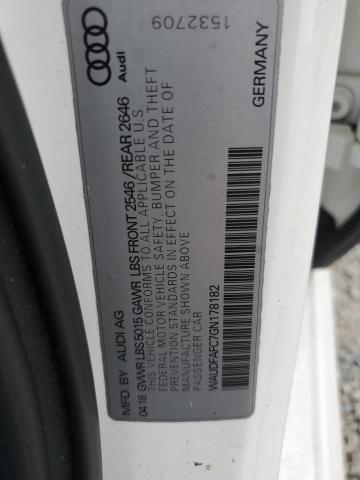 MFD. BY AUDI AG
04 16 GVWR LBS 5015 GAWR LBS FRONT 2546 / REAR 2646
THIS VEHICLE CONFORMS TO ALL APPLICABLE U.S
FEDERAL MOTOR VEHICLE SAFETY, BUMPER AND THEFT
PREVENTION STANDARDS IN EFFECT ON THE DATE OF
MANUFACTURE SHOWN ABOVE
PASSENGER CAR
WAUDFAFC7GN178182
GERMANY
Audi
1532709